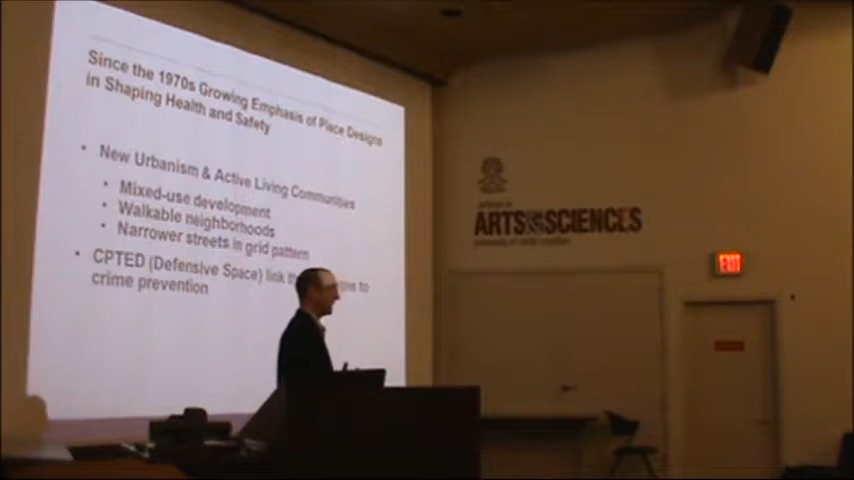 Since the 1970s Growing Emphasis of Place Designs
in Shaping Health and Safety
• New Urbanism & Active Living Communities
• Mixed-use development
• Walkable neighborhoods
• Narrower streets in grid pattern
• CPTED (Defensive Space) link to
crime prevention
ARTS&SCIENCES
EXIT